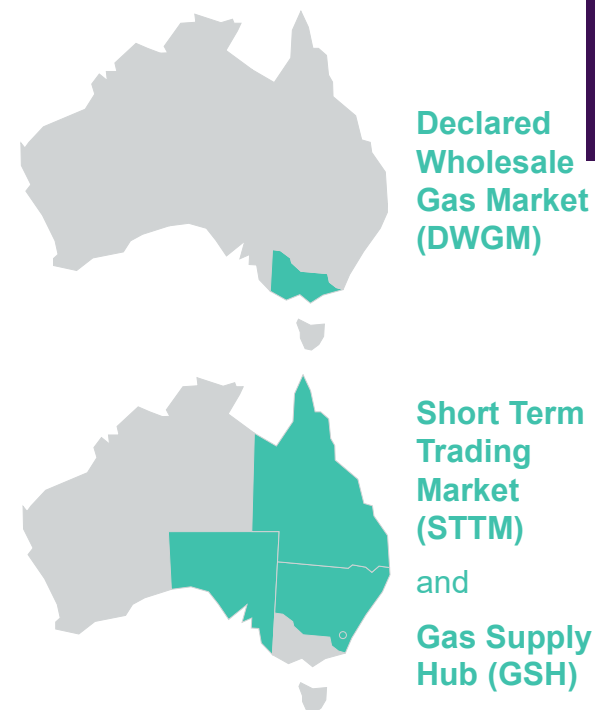 Declared
Wholesale
Gas Market
(DWGM)
Short Term
Trading
Market
(STTM)
and
Gas Supply
Hub (GSH)